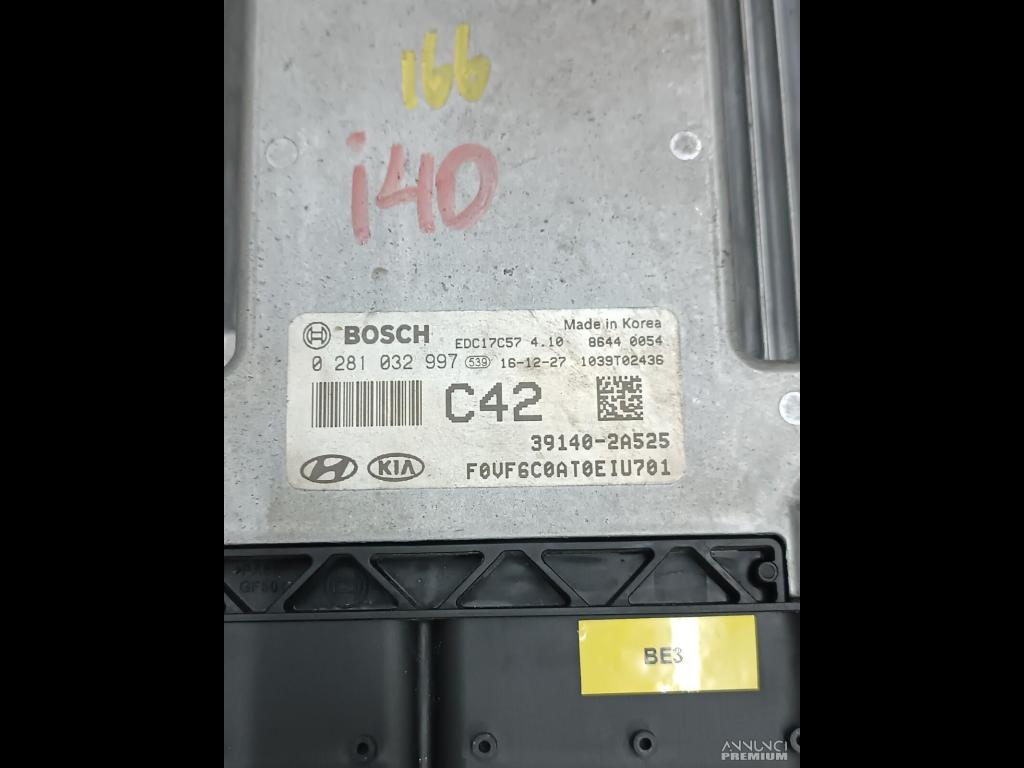 166
i40
BOSCH
Made in Korea
EDC17C57 4.10 8644 0054
0 281 032 997 539 16-12-27 1039T02436
C42
39140-2A525
KIA
F0VF6C0AT0EIU701
BE3
ANNUNCI
PREMIUM